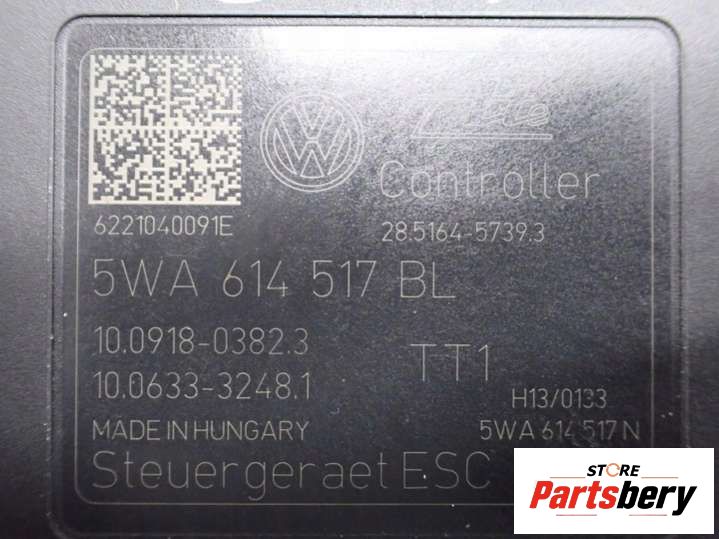 Controller
6221040091E
28.5164-5739.3
5WA 614 517 BL
10.0918-0382.3
TT1
10.0633-3248.1
H13/0133
MADE IN HUNGARY
5WA 614 517 N
Steuergeraet ESC
STORE
Partsbery